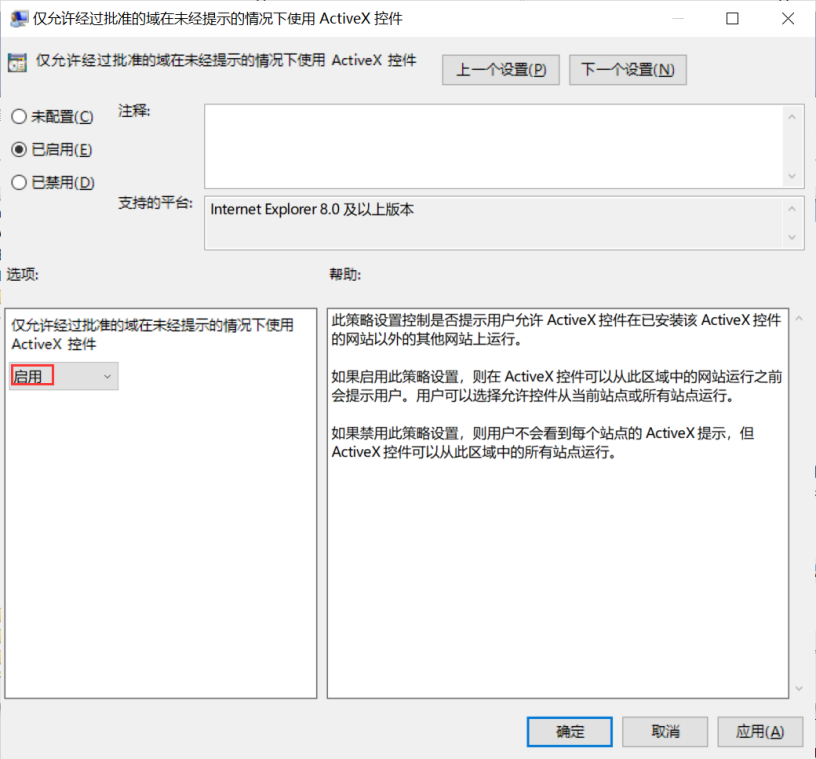 仅允许经过批准的域在未经提示的情况下使用 ActiveX 控件
仅允许经过批准的域在未经提示的情况下使用 ActiveX 控件
上一个设置(P)
下一个设置(N)
未配置(C)
注释:
已启用(E)
已禁用(D)
支持的平台:
Internet Explorer 8.0 及以上版本
选项:
帮助:
仅允许经过批准的域在未经提示的情况下使用
ActiveX 控件
启用
此策略设置控制是否提示用户允许 ActiveX 控件在已安装该 ActiveX 控件
的网站以外的其他网站上运行。
如果启用此策略设置，则在 ActiveX 控件可以从此区域中的网站运行之前
会提示用户。用户可以选择允许控件从当前站点或所有站点运行。
如果禁用此策略设置，则用户不会看到每个站点的 ActiveX 提示，但
ActiveX 控件可以从此区域中的所有站点运行。
确定
取消
应用(A)